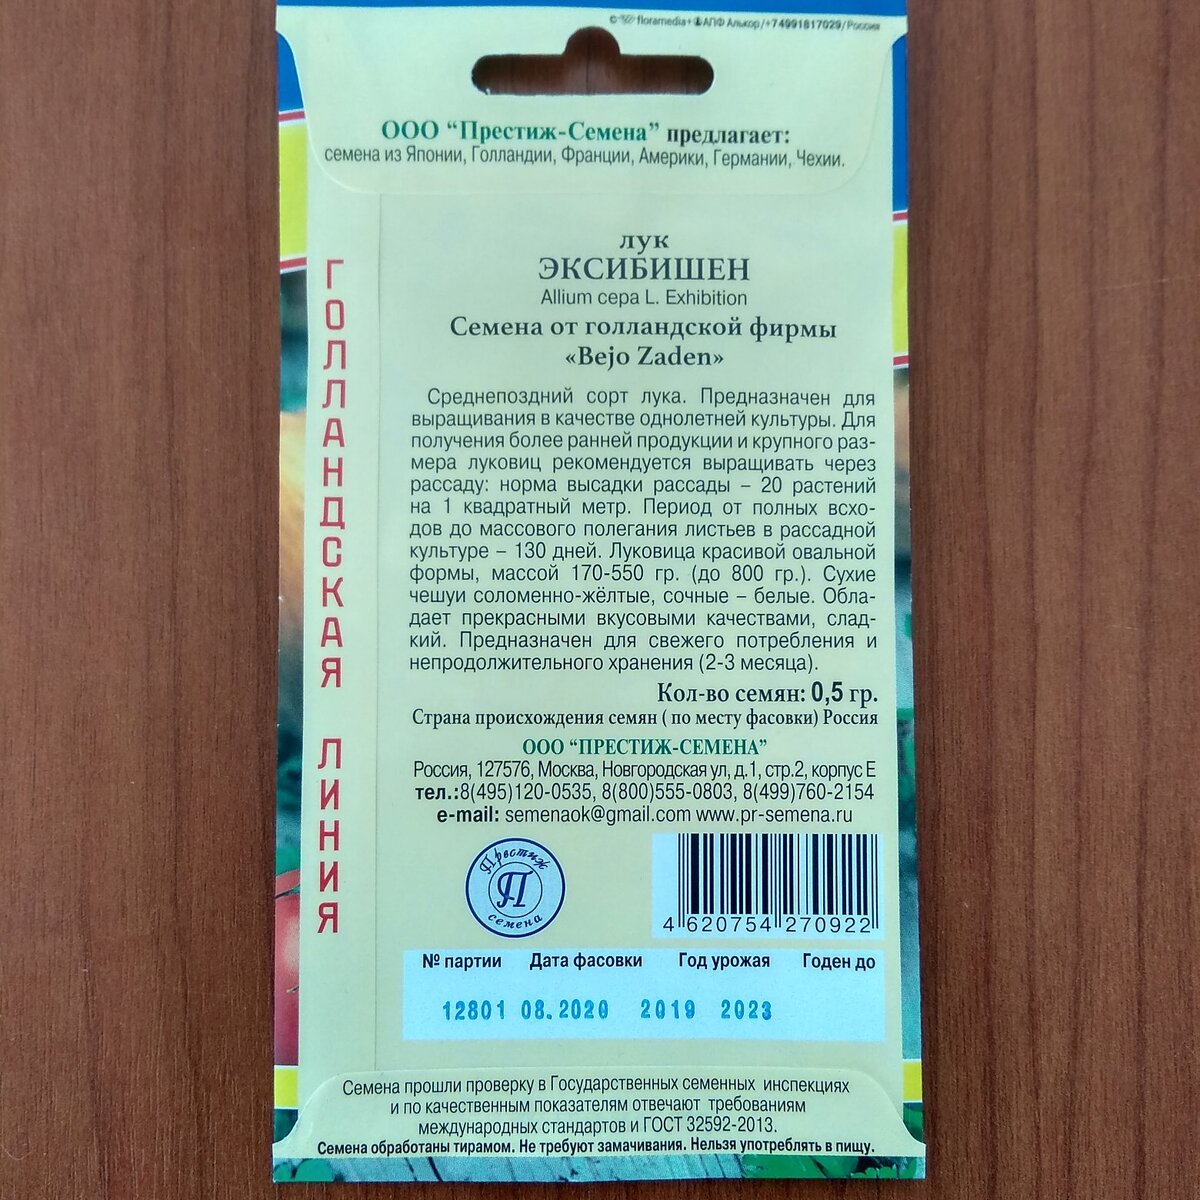 © floramedia + АПФ Алькор/+74991817029/Россия
ООО “Престиж-Семена” предлагает:
семена из Японии, Голландии, Франции, Америки, Германии, Чехии.
ГОЛЛАНДСКАЯ ЛИНИЯ
лук
ЭКСИБИШЕН
Allium cepa L. Exhibition
Семена от голландской фирмы
«Bejo Zaden»
Среднепоздний сорт лука. Предназначен для
выращивания в качестве однолетней культуры. Для
получения более ранней продукции и крупного раз-
мера луковиц рекомендуется выращивать через
рассаду: норма высадки рассады – 20 растений
на 1 квадратный метр. Период от полных всхо-
дов до массового полегания листьев в рассадной
культуре – 130 дней. Луковица красивой овальной
формы, массой 170-550 гр. (до 800 гр.). Сухие
чешуи соломенно-жёлтые, сочные – белые. Обла-
дает прекрасными вкусовыми качествами, слад-
кий. Предназначен для свежего потребления и
непродолжительного хранения (2-3 месяца).
Кол-во семян: 0,5 гр.
Страна происхождения семян ( по месту фасовки) Россия
ООО “ПРЕСТИЖ-СЕМЕНА”
Россия, 127576, Москва, Новгородская ул, д.1, стр.2, корпус Е
тел.:8(495)120-0535, 8(800)555-0803, 8(499)760-2154
e-mail: semenaok@gmail.com www.pr-semena.ru
Престиж
П
семена
4 620754 270922
№ партии Дата фасовки Год урожая Годен до
12801 08.2020 2019 2023
Семена прошли проверку в Государственных семенных инспекциях
и по качественным показателям отвечают требованиям
международных стандартов и ГОСТ 32592-2013.
Семена обработаны тирамом. Не требуют замачивания. Нельзя употреблять в пищу.